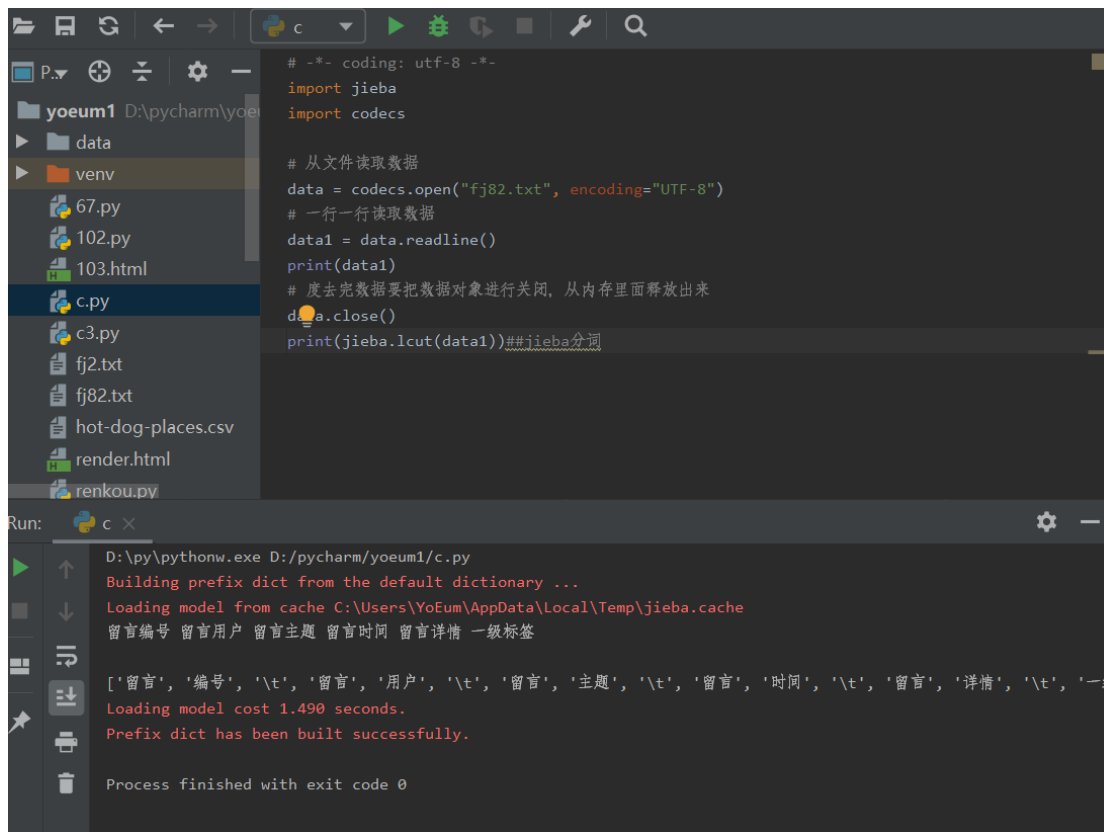 c
P..
yoeum1 D:\pycharm\yoeu
data
venv
67.py
102.py
103.html
c.py
c3.py
fj2.txt
fj82.txt
hot-dog-places.csv
render.html
renkou.py
# -*- coding: utf-8 -*-
import jieba
import codecs
# 从文件读取数据
data = codecs.open("fj82.txt", encoding="UTF-8")
# 一行一行读取数据
data1 = data.readline()
print(data1)
# 度去完数据要把数据对象进行关闭，从内存里面释放出来
d a.close()
print(jieba.lcut(data1))##jieba分词
Run: c
D:\py\pythonw.exe D:/pycharm/yoeum1/c.py
Building prefix dict from the default dictionary ...
Loading model from cache C:\Users\YoEum\AppData\Local\Temp\jieba.cache
留言编号 留言用户 留言主题 留言时间 留言详情 一级标签
['留言', '编号', '\t', '留言', '用户', '\t', '留言', '主题', '\t', '留言', '时间', '\t', '留言', '详情', '\t', '一
Loading model cost 1.490 seconds.
Prefix dict has been built successfully.
Process finished with exit code 0